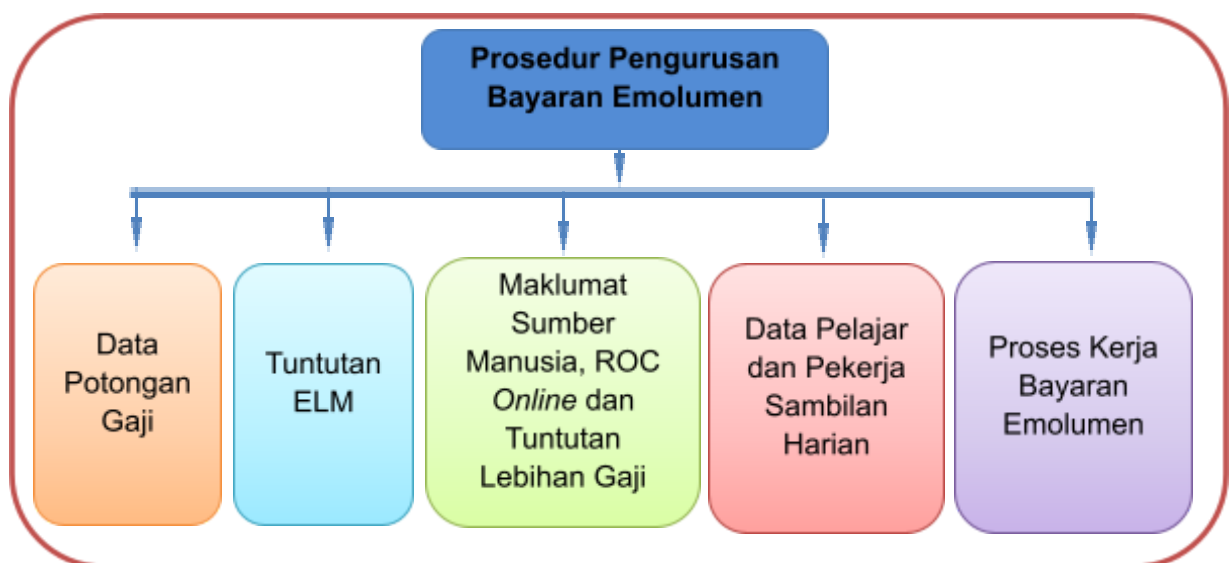 Prosedur Pengurusan
Bayaran Emolumen
Data
Potongan
Gaji
Tuntutan
ELM
Maklumat
Sumber
Manusia, ROC
Online dan
Tuntutan
Lebihan Gaji
Data Pelajar
dan Pekerja
Sambilan
Harian
Proses Kerja
Bayaran
Emolumen